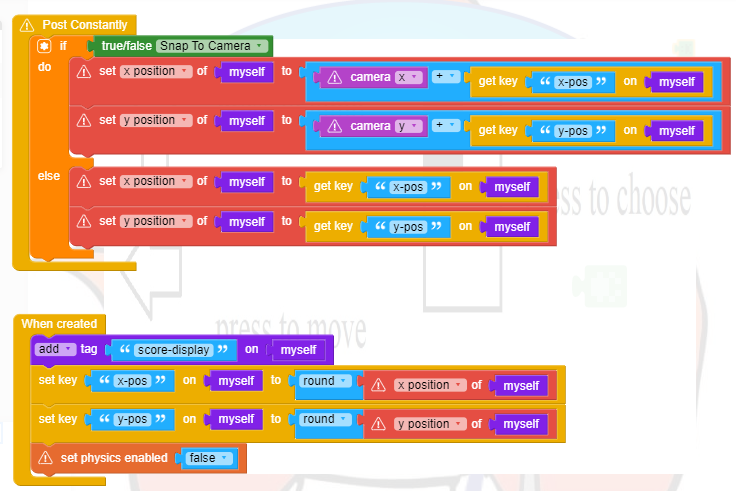 Post Constantly
if true/false Snap To Camera
do set x position of myself to camera x + get key “ x-pos ” on myself
set y position of myself to camera y + get key “ y-pos ” on myself
else set x position of myself to get key “ x-pos ” on myself
set y position of myself to get key “ y-pos ” on myself
ss to choose
press to move
When created
add tag “ score-display ” on myself
set key “ x-pos ” on myself to round x position of myself
set key “ y-pos ” on myself to round y position of myself
set physics enabled false